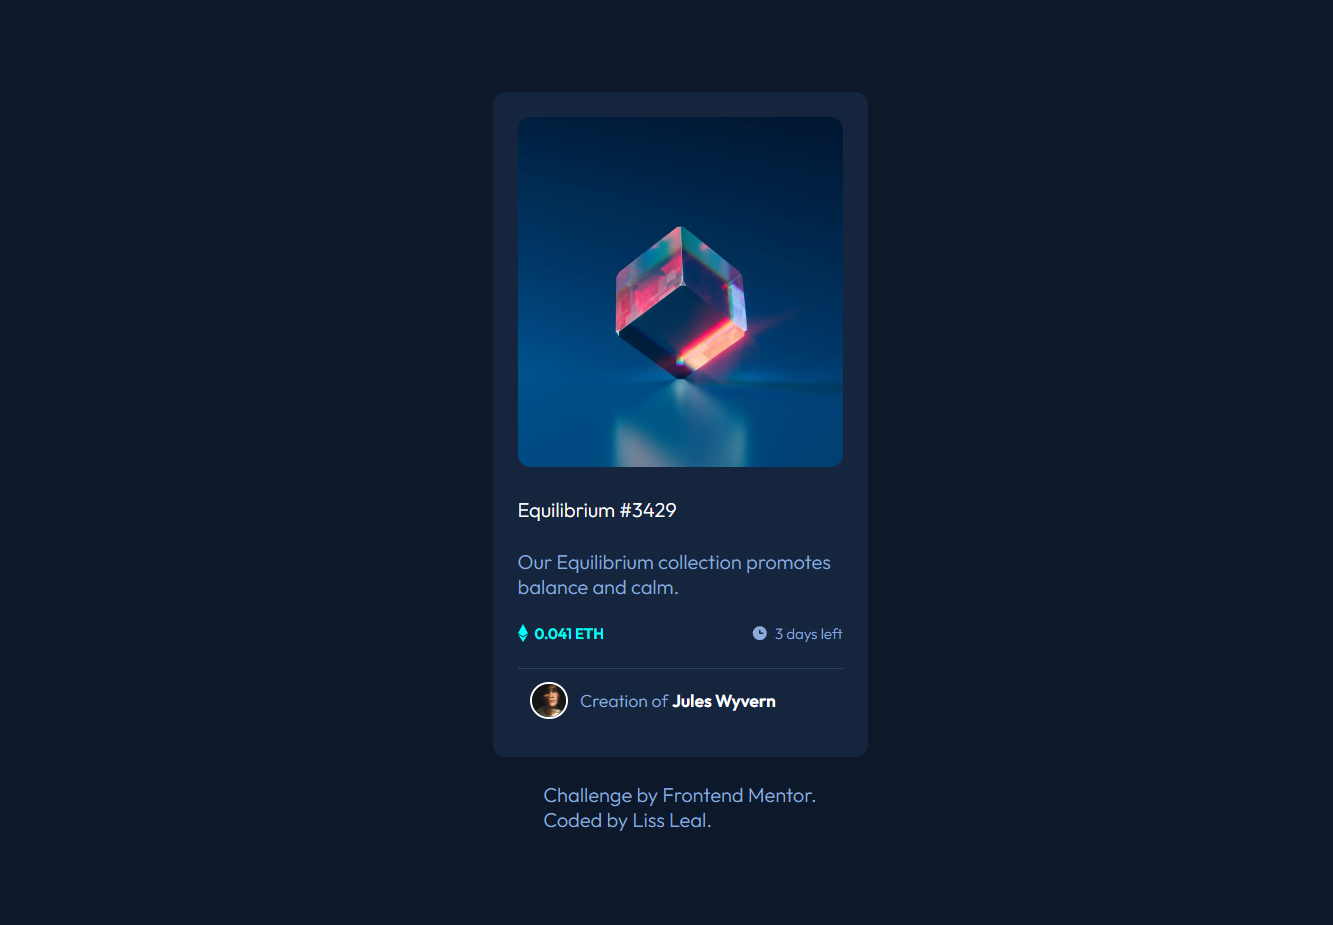 Equilibrium #3429
Our Equilibrium collection promotes
balance and calm.
0.041 ETH
3 days left
Creation of Jules Wyvern
Challenge by Frontend Mentor.
Coded by Liss Leal.